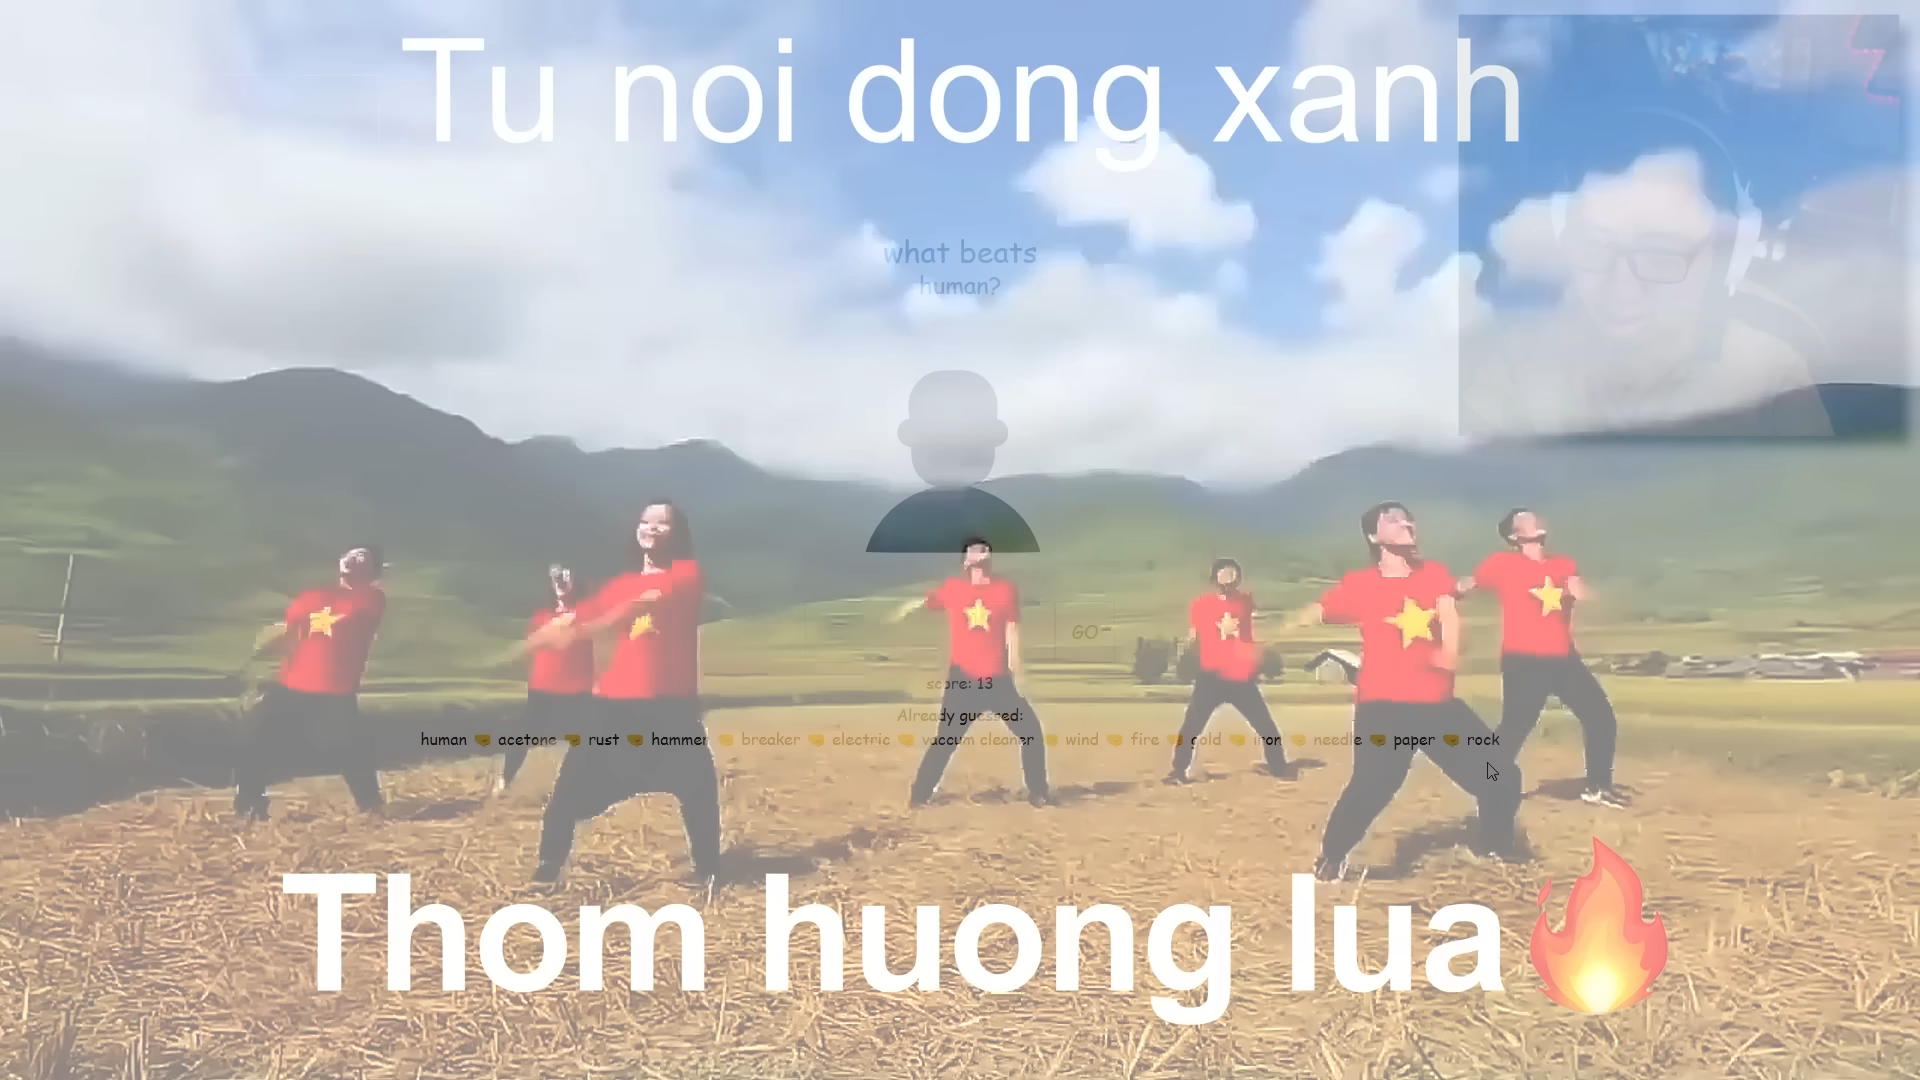 Tu noi dong xanh
what beats
human?
GO
score: 13
Already guessed:
human 🤜 acetone 🤜 rust 🤜 hammer 🤜 breaker 🤜 electric 🤜 vaccum cleaner 🤜 wind 🤜 fire 🤜 gold 🤜 iron 🤜 needle 🤜 paper 🤜 rock
Thom huong lua🔥